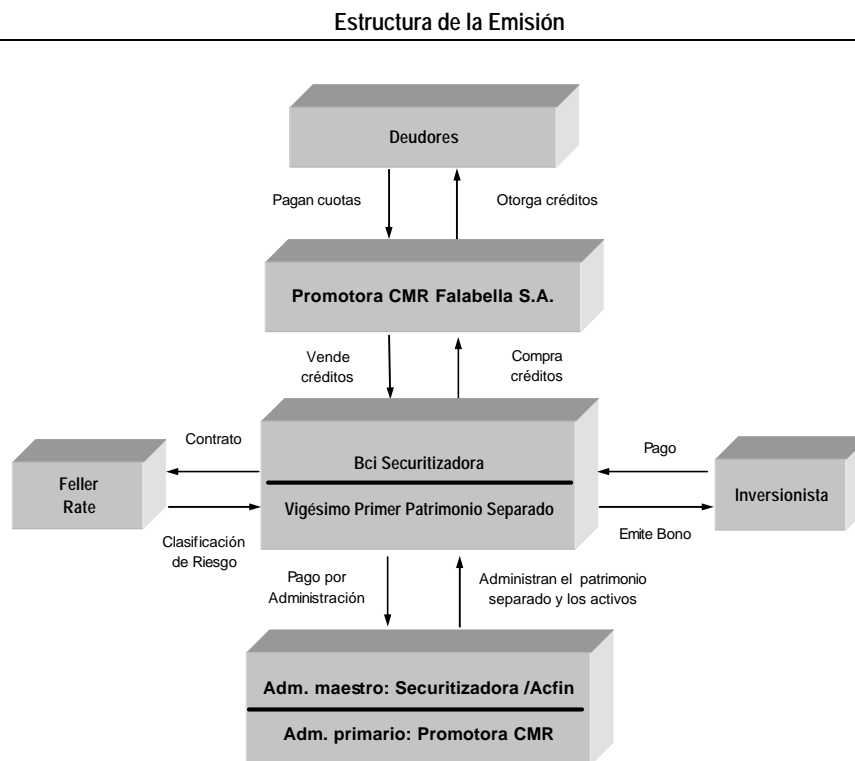 Estructura de la Emisión
Deudores
Pagan cuotas
Otorga créditos
Promotora CMR Falabella S.A.
Vende
créditos
Compra
créditos
Contrato
Bci Securitizadora
Pago
Feller
Rate
Vigésimo Primer Patrimonio Separado
Inversionista
Clasificación
de Riesgo
Emite Bono
Pago por
Administración
Administran el patrimonio
separado y los activos
Adm. maestro: Securitizadora /Acfin
Adm. primario: Promotora CMR